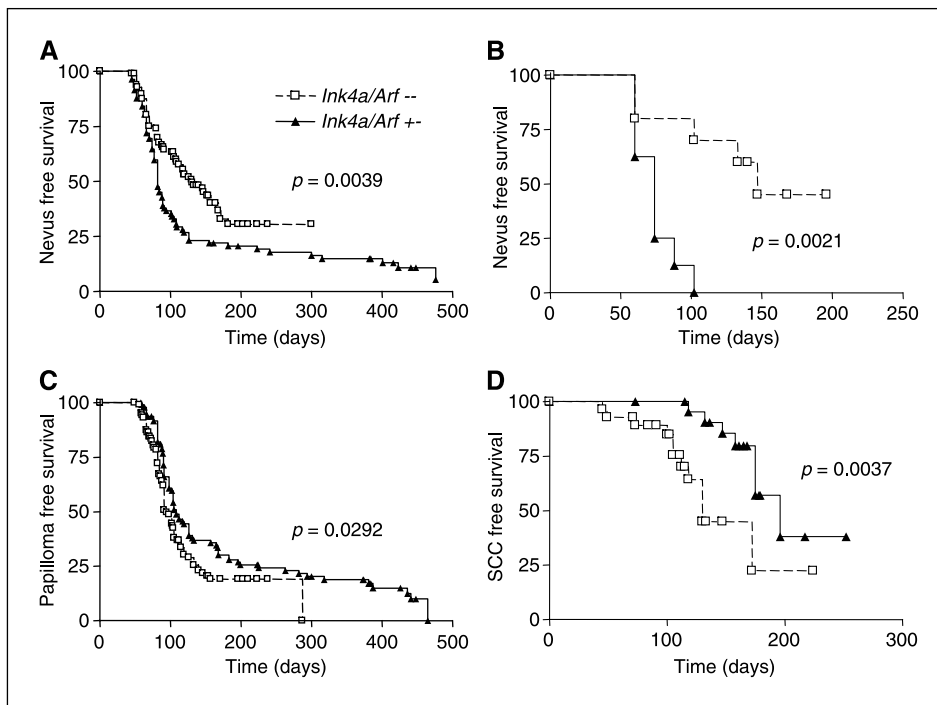 A
Nevus free survival
100
75
50
25
0
Ink4a/Arf --
Ink4a/Arf +-
p = 0.0039
0 100 200 300 400 500
Time (days)
B
Nevus free survival
100
75
50
25
0
p = 0.0021
0 50 100 150 200 250
Time (days)
C
Papilloma free survival
100
75
50
25
0
p = 0.0292
0 100 200 300 400 500
Time (days)
D
SCC free survival
100
75
50
25
0
p = 0.0037
0 100 200 300
Time (days)